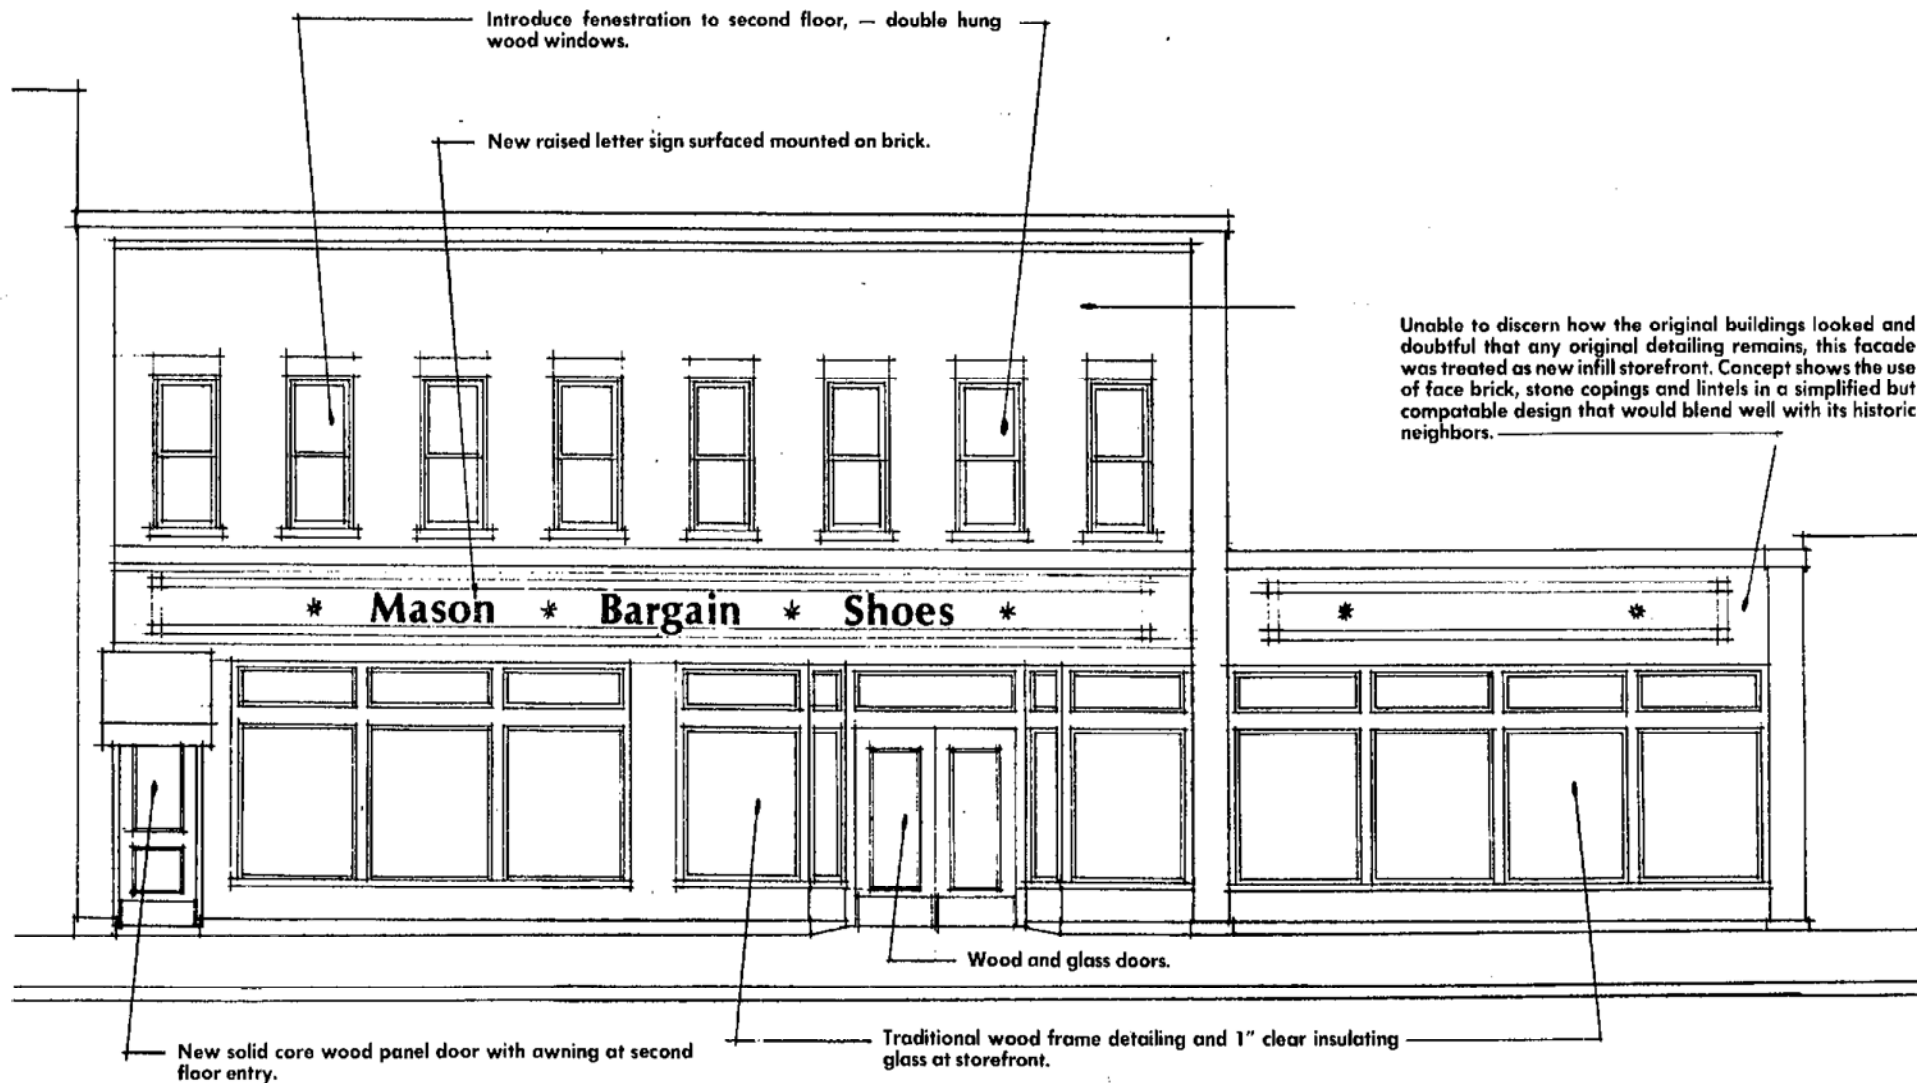 Introduce fenestration to second floor, — double hung
wood windows.
New raised letter sign surfaced mounted on brick.
Unable to discern how the original buildings looked and
doubtful that any original detailing remains, this facade
was treated as new infill storefront. Concept shows the use
of face brick, stone copings and lintels in a simplified but
compatable design that would blend well with its historic
neighbors.
* Mason * Bargain * Shoes *
* *
Wood and glass doors.
Traditional wood frame detailing and 1" clear insulating
glass at storefront.
New solid core wood panel door with awning at second
floor entry.